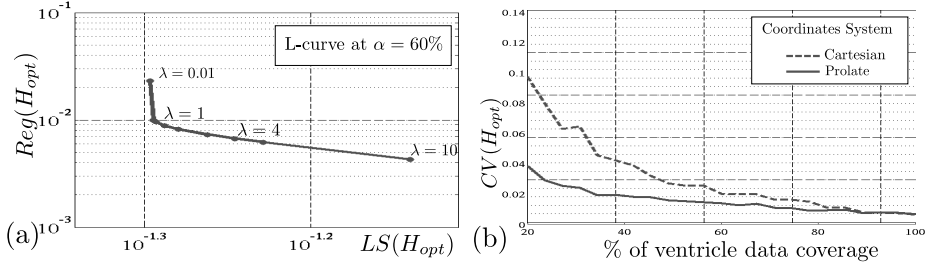 10^-1
10^-2
10^-3
Reg(H_opt)
L-curve at α = 60%
λ = 0.01
λ = 1
λ = 4
λ = 10
10^-1.3
10^-1.2
LS(H_opt)
(a)
0.14
0.12
0.1
0.08
0.06
0.04
0.02
0
CV(H_opt)
Coordinates System
Cartesian
Prolate
20
40
60
80
100
% of ventricle data coverage
(b)